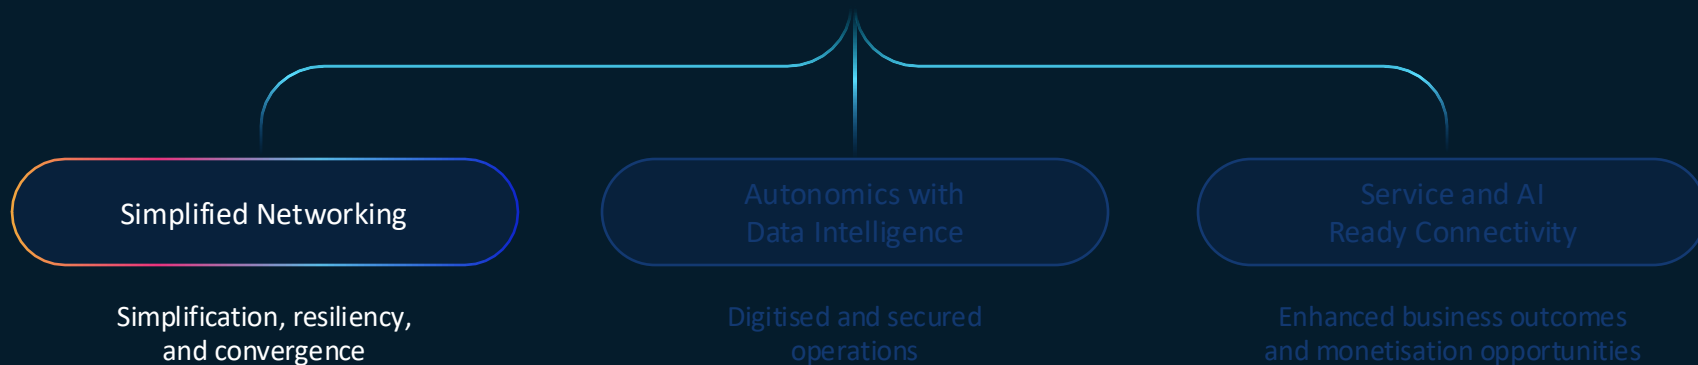 Simplified Networking
Autonomics with
Data Intelligence
Service and AI
Ready Connectivity
Simplification, resiliency,
and convergence
Digitised and secured
operations
Enhanced business outcomes
and monetisation opportunities